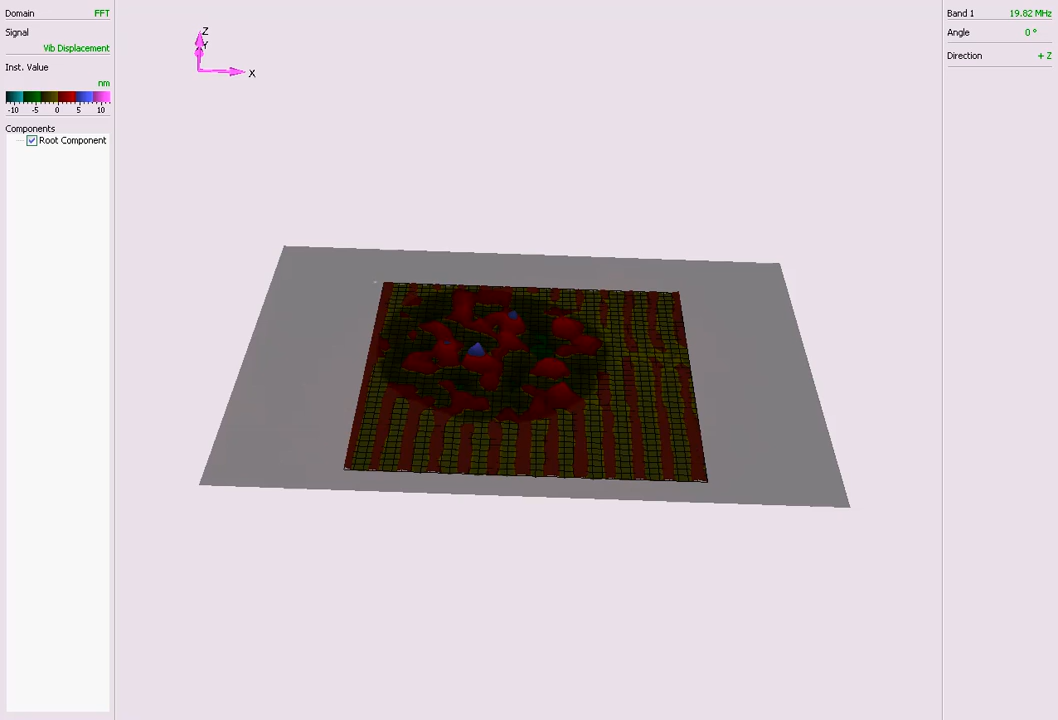 Domain FFT
Signal
Vib Displacement
Inst. Value
nm
-10 -5 0 5 10
Components
Root Component
Z
Y
X
Band 1 19.82 MHz
Angle 0 °
Direction + Z